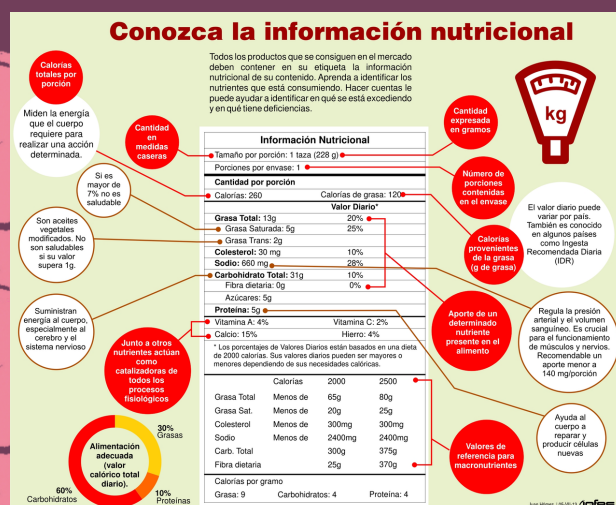 Conozca la información nutricional
Todos los productos que se consiguen en el mercado
deben contener en su etiqueta la información
nutricional de su contenido. Aprenda a identificar los
nutrientes que está consumiendo. Hacer cuentas le
puede ayudar a identificar en qué se está excediendo
y en qué tiene deficiencias.
Calorías
totales por
porción
Miden la energía
que el cuerpo
requiere para
realizar una acción
determinada.
Cantidad
en
medidas
caseras
Si es
mayor de
7% no es
saludable
Son aceites
vegetales
modificados. No
son saludables
si su valor
supera 1g.
Suministran
energía al cuerpo,
especialmente al
cerebro y el
sistema nervioso
Junto a otros
nutrientes actúan
como
catalizadoras de
todos los
procesos
fisiológicos
30%
Grasas
Alimentación
adecuada
(valor
calórico total
diario).
60%
Carbohidratos
10%
Proteínas
Información Nutricional
Tamaño por porción: 1 taza (228 g)
Porciones por envase: 1
Cantidad por porción
Calorías: 260 Calorías de grasa: 120
Valor Diario*
Grasa Total: 13g 20%
Grasa Saturada: 5g 25%
Grasa Trans: 2g
Colesterol: 30 mg 10%
Sodio: 660 mg 28%
Carbohidrato Total: 31g 10%
Fibra dietaria: 0g 0%
Azúcares: 5g
Proteína: 5g
Vitamina A: 4% Vitamina C: 2%
Calcio: 15% Hierro: 4%
* Los porcentajes de Valores Diarios están basados en una dieta
de 2000 calorías. Sus valores diarios pueden ser mayores o
menores dependiendo de sus necesidades calóricas.
Calorías 2000 2500
Grasa Total Menos de 65g 80g
Grasa Sat. Menos de 20g 25g
Colesterol Menos de 300mg 300mg
Sodio Menos de 2400mg 2400mg
Carb. Total 300g 375g
Fibra dietaria 25g 370g
Calorías por gramo
Grasa: 9 Carbohidratos: 4 Proteína: 4
Cantidad
expresada
en gramos
kg
Número de
porciones
contenidas
en el envase
Calorías
provenientes
de la grasa
(g de grasa)
El valor diario puede
variar por país.
También es conocido
en algunos países
como Ingesta
Recomendada Diaria
(IDR)
Aporte de un
determinado
nutriente
presente en el
alimento
Regula la presión
arterial y el volumen
sanguíneo. Es crucial
para el funcionamiento
de músculos y nervios.
Recomendable un
aporte menor a
140 mg/porción
Ayuda al
cuerpo a
reparar y
producir células
nuevas
Valores de
referencia para
macronutrientes